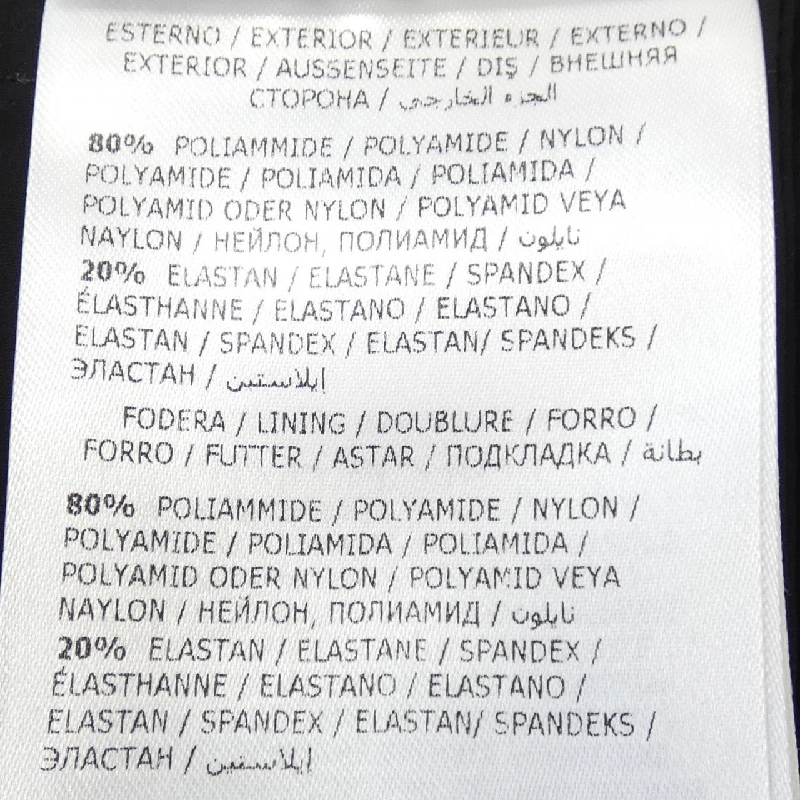 ESTERNO / EXTERIOR / EXTERIEUR / EXTERNO /
EXTERIOR / AUSSENSEITE / DIŞ / ВНЕШНЯЯ
СТОРОНА / الجزء الخارجي
80% POLIAMMIDE / POLYAMIDE / NYLON /
POLYAMIDE / POLIAMIDA / POLIAMIDA /
POLYAMID ODER NYLON / POLYAMID VEYA
NAYLON / НЕЙЛОН, ПОЛИАМИД / نايلون
20% ELASTAN / ELASTANE / SPANDEX /
ÉLASTHANNE / ELASTANO / ELASTANO /
ELASTAN / SPANDEX / ELASTAN/ SPANDEKS /
ЭЛАСТАН / إيلاستين
FODERA / LINING / DOUBLURE / FORRO /
FORRO / FUTTER / ASTAR / ПОДКЛАДКА / بطانة
80% POLIAMMIDE / POLYAMIDE / NYLON /
POLYAMIDE / POLIAMIDA / POLIAMIDA /
POLYAMID ODER NYLON / POLYAMID VEYA
NAYLON / НЕЙЛОН, ПОЛИАМИД / نايلون
20% ELASTAN / ELASTANE / SPANDEX /
ÉLASTHANNE / ELASTANO / ELASTANO /
ELASTAN / SPANDEX / ELASTAN/ SPANDEKS /
ЭЛАСТАН / إيلاستين